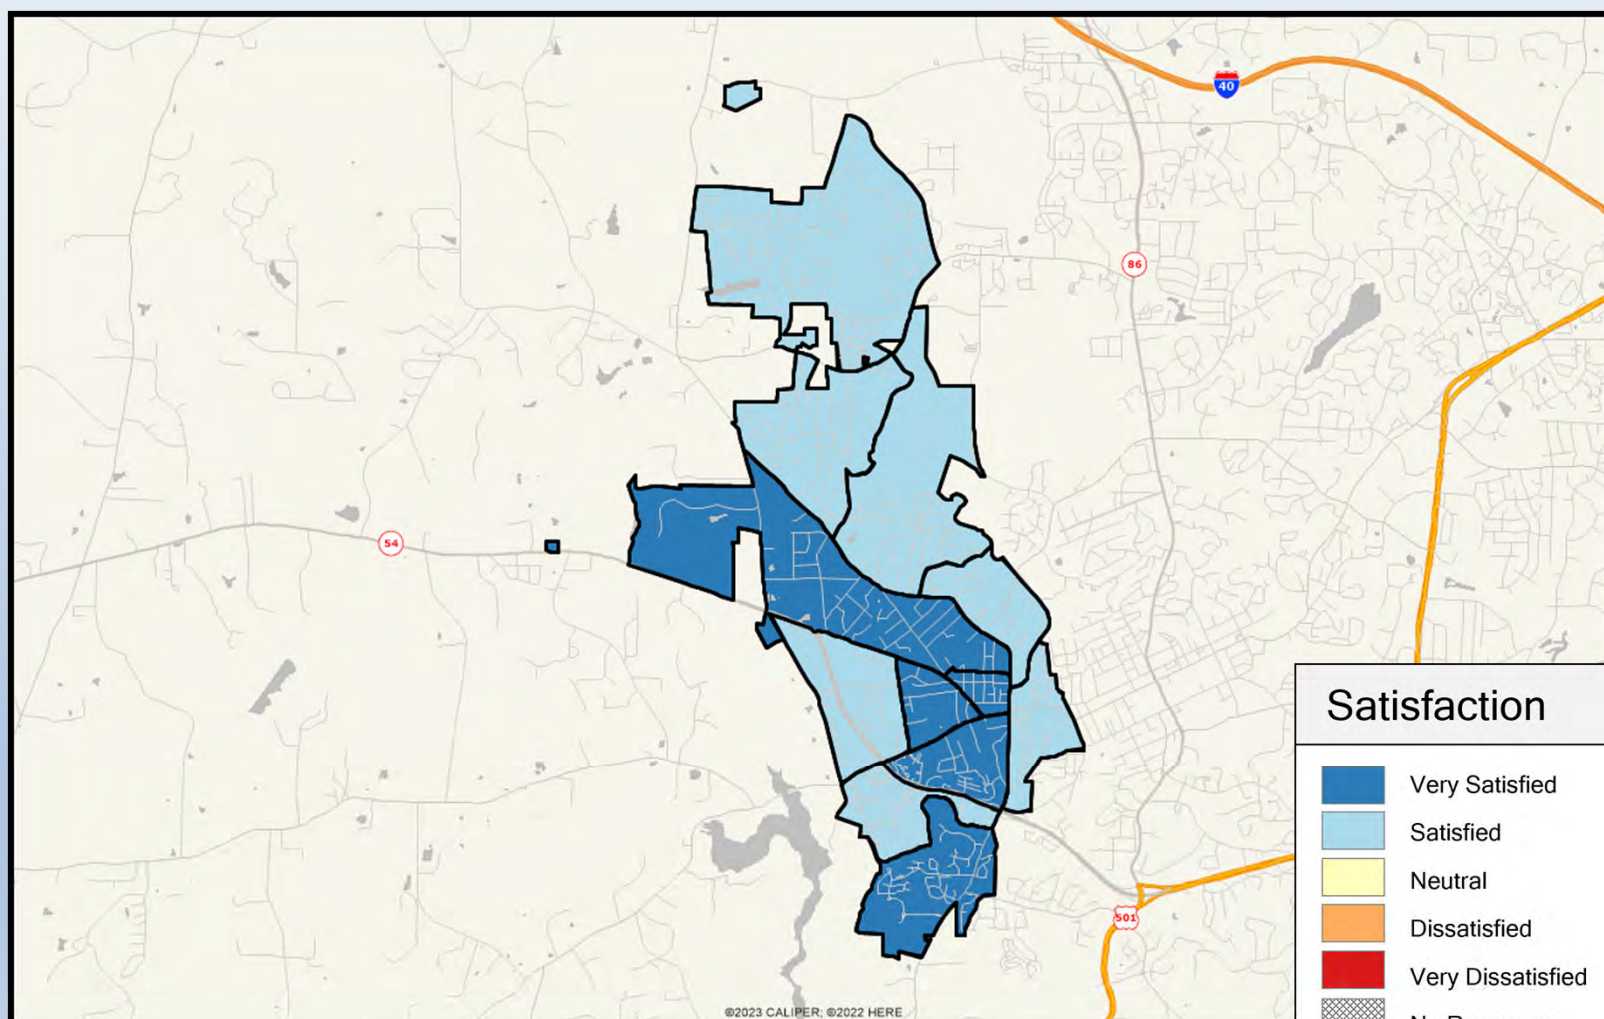 40
86
54
Satisfaction
Very Satisfied
Satisfied
Neutral
Dissatisfied
Very Dissatisfied
501
©2023 CALIPER; ©2022 HERE